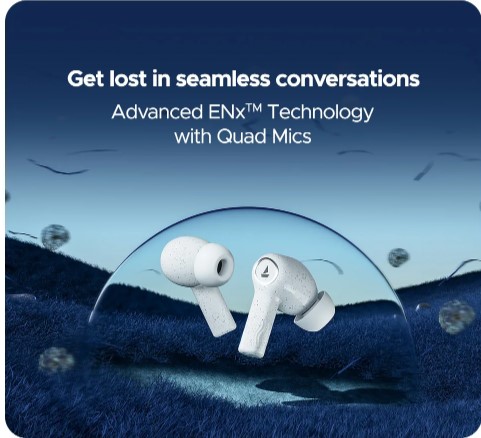 Get lost in seamless conversations
Advanced ENx™ Technology
with Quad Mics